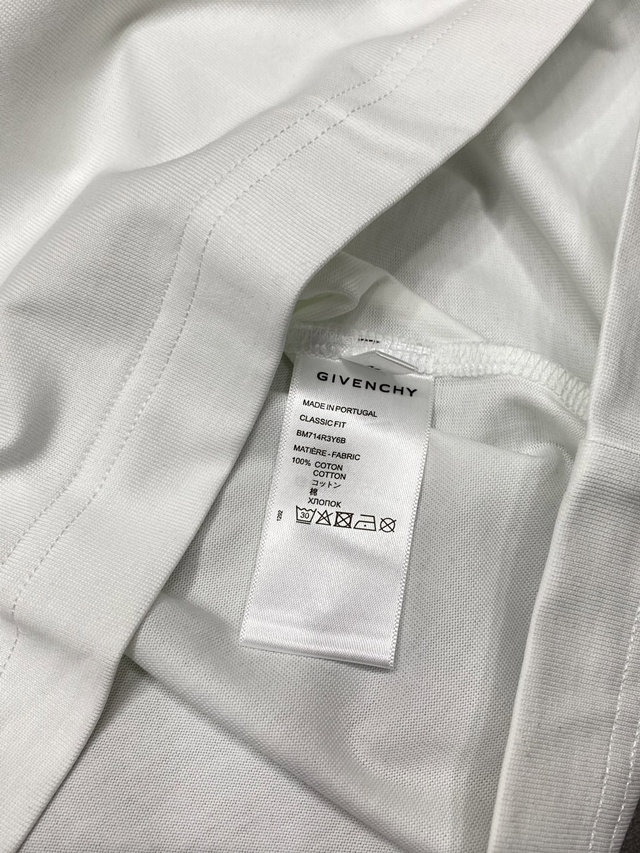 GIVENCHY
MADE IN PORTUGAL
CLASSIC FIT
BM714R3Y6B
MATIÈRE - FABRIC
100% COTON
COTTON
コットン
棉
ХЛОПОК
30